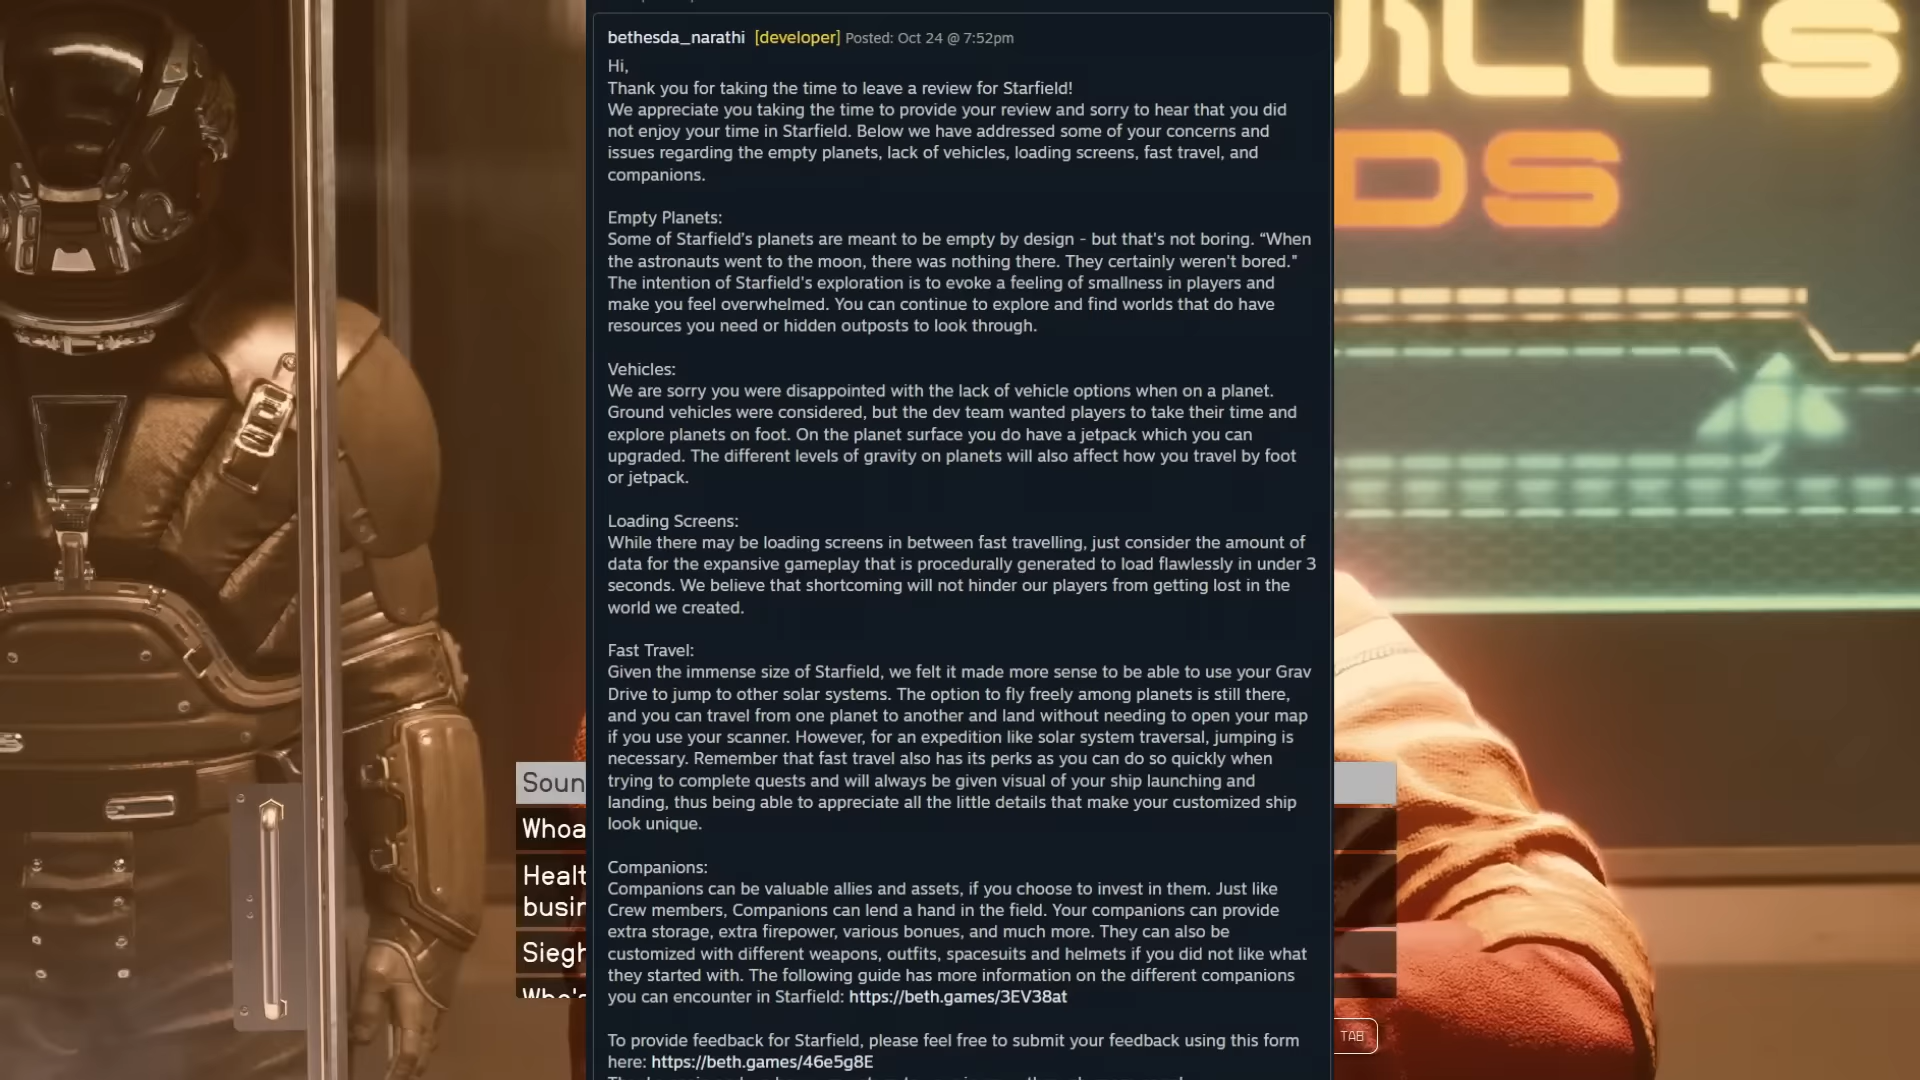 JILL'S
DS
bethesda_narathi [developer] Posted: Oct 24 @ 7:52pm
Hi,
Thank you for taking the time to leave a review for Starfield!
We appreciate you taking the time to provide your review and sorry to hear that you did
not enjoy your time in Starfield. Below we have addressed some of your concerns and
issues regarding the empty planets, lack of vehicles, loading screens, fast travel, and
companions.
Empty Planets:
Some of Starfield’s planets are meant to be empty by design - but that's not boring. “When
the astronauts went to the moon, there was nothing there. They certainly weren't bored."
The intention of Starfield's exploration is to evoke a feeling of smallness in players and
make you feel overwhelmed. You can continue to explore and find worlds that do have
resources you need or hidden outposts to look through.
Vehicles:
We are sorry you were disappointed with the lack of vehicle options when on a planet.
Ground vehicles were considered, but the dev team wanted players to take their time and
explore planets on foot. On the planet surface you do have a jetpack which you can
upgraded. The different levels of gravity on planets will also affect how you travel by foot
or jetpack.
Loading Screens:
While there may be loading screens in between fast travelling, just consider the amount of
data for the expansive gameplay that is procedurally generated to load flawlessly in under 3
seconds. We believe that shortcoming will not hinder our players from getting lost in the
world we created.
Fast Travel:
Given the immense size of Starfield, we felt it made more sense to be able to use your Grav
Drive to jump to other solar systems. The option to fly freely among planets is still there,
and you can travel from one planet to another and land without needing to open your map
if you use your scanner. However, for an expedition like solar system traversal, jumping is
necessary. Remember that fast travel also has its perks as you can do so quickly when
trying to complete quests and will always be given visual of your ship launching and
landing, thus being able to appreciate all the little details that make your customized ship
look unique.
Companions:
Companions can be valuable allies and assets, if you choose to invest in them. Just like
Crew members, Companions can lend a hand in the field. Your companions can provide
extra storage, extra firepower, various bonues, and much more. They can also be
customized with different weapons, outfits, spacesuits and helmets if you did not like what
they started with. The following guide has more information on the different companions
you can encounter in Starfield: https://beth.games/3EV38at
To provide feedback for Starfield, please feel free to submit your feedback using this form
here: https://beth.games/46e5g8E
Soun
Whoa
Healt
busin
Siegh
Who's
TAB